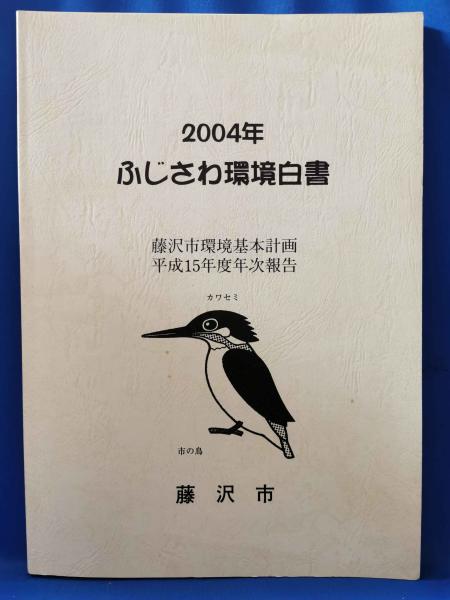 2004年
ふじさわ環境白書
藤沢市環境基本計画
平成15年度年次報告
カワセミ
市の鳥
藤沢市